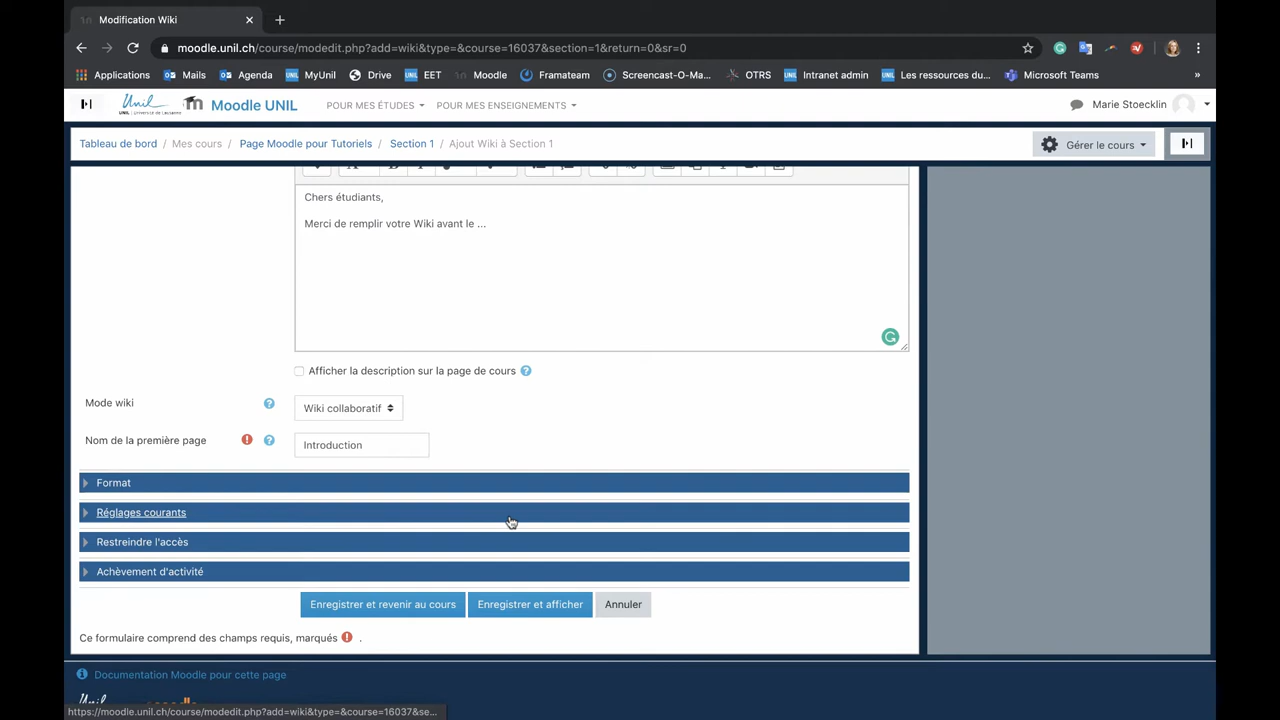 Modification Wiki
moodle.unil.ch/course/modedit.php?add=wiki&type=&course=16037&section=1&return=0&sr=0
Applications Mails Agenda MyUnil Drive EET Moodle Framateam Screencast-O-Ma... OTRS Intranet admin Les ressources du... Microsoft Teams »
Unil Moodle UNIL POUR MES ÉTUDES POUR MES ENSEIGNEMENTS Marie Stoecklin
Tableau de bord / Mes cours / Page Moodle pour Tutoriels / Section 1 / Ajout Wiki à Section 1 Gérer le cours
Chers étudiants,
Merci de remplir votre Wiki avant le ...
Afficher la description sur la page de cours
Mode wiki Wiki collaboratif
Nom de la première page Introduction
Format
Réglages courants
Restreindre l'accès
Achèvement d'activité
Enregistrer et revenir au cours Enregistrer et afficher Annuler
Ce formulaire comprend des champs requis, marqués .
Documentation Moodle pour cette page
https://moodle.unil.ch/course/modedit.php?add=wiki&type=&course=16037&se...